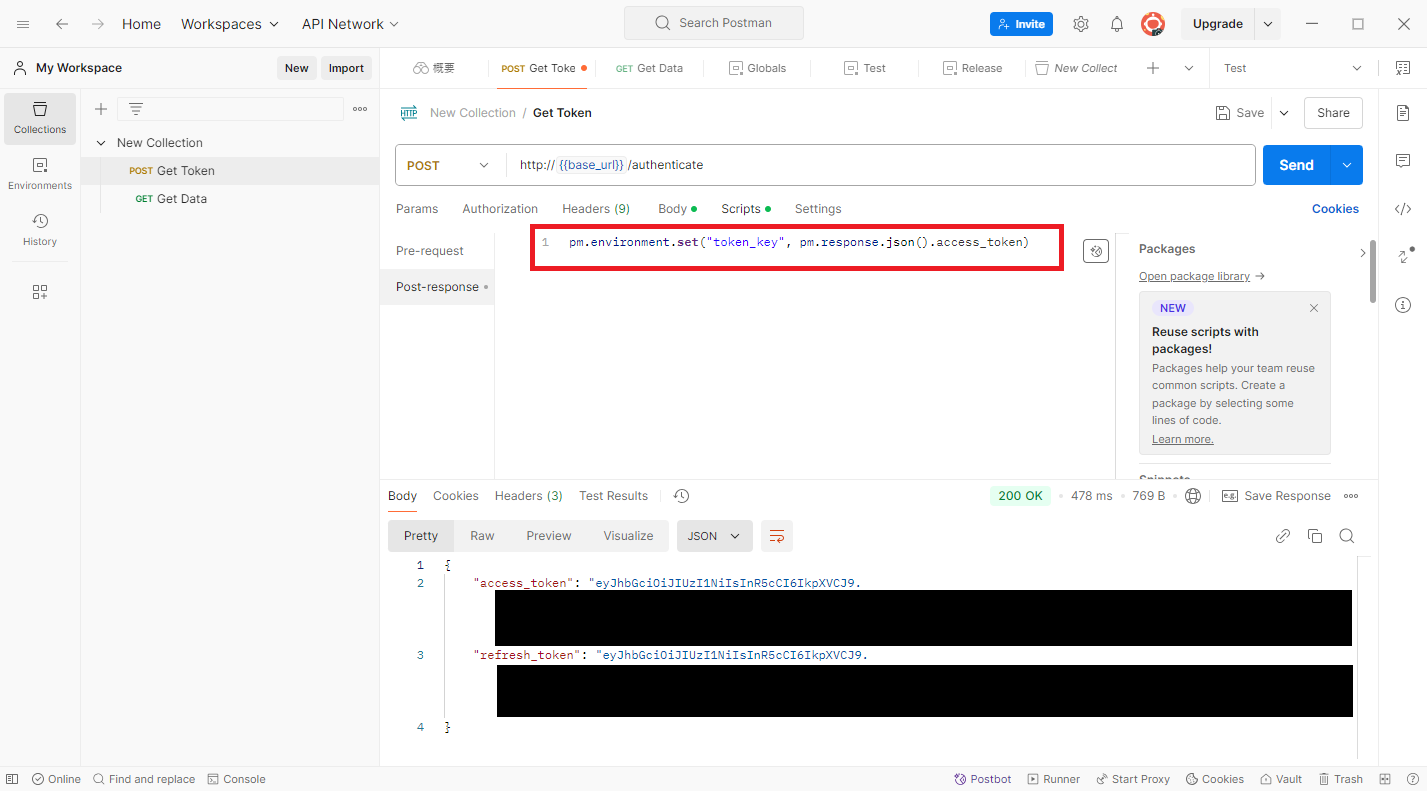 Home Workspaces API Network Search Postman Invite Upgrade
My Workspace New Import 概要 POST Get Toke GET Get Data Globals Test Release New Collect Test
Collections
Environments
History
New Collection
POST Get Token
GET Get Data
HTTP New Collection / Get Token Save Share
POST http:// {{base_url}} /authenticate Send
Params Authorization Headers (9) Body Scripts Settings Cookies
Pre-request
Post-response
1 pm.environment.set("token_key", pm.response.json().access_token)
Packages
Open package library →
NEW
Reuse scripts with
packages!
Packages help your team reuse
common scripts. Create a
package by selecting some
lines of code.
Learn more.
Snippets
Body Cookies Headers (3) Test Results 200 OK 478 ms 769 B e.g. Save Response
Pretty Raw Preview Visualize JSON
1 {
2 "access_token": "eyJhbGciOiJIUzI1NiIsInR5cCI6IkpXVCJ9.
3 "refresh_token": "eyJhbGciOiJIUzI1NiIsInR5cCI6IkpXVCJ9.
4 }
Online Find and replace Console Postbot Runner Start Proxy Cookies Vault Trash